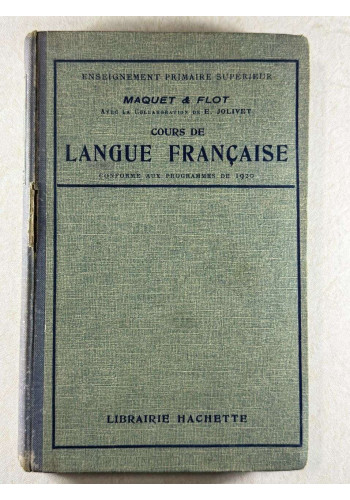 ENSEIGNEMENT PRIMAIRE SUPÉRIEUR
MAQUET & FLOT
AVEC LA COLLABORATION DE E. JOLIVET
COURS DE
LANGUE FRANÇAISE
CONFORME AUX PROGRAMMES DE 1920
LIBRAIRIE HACHETTE